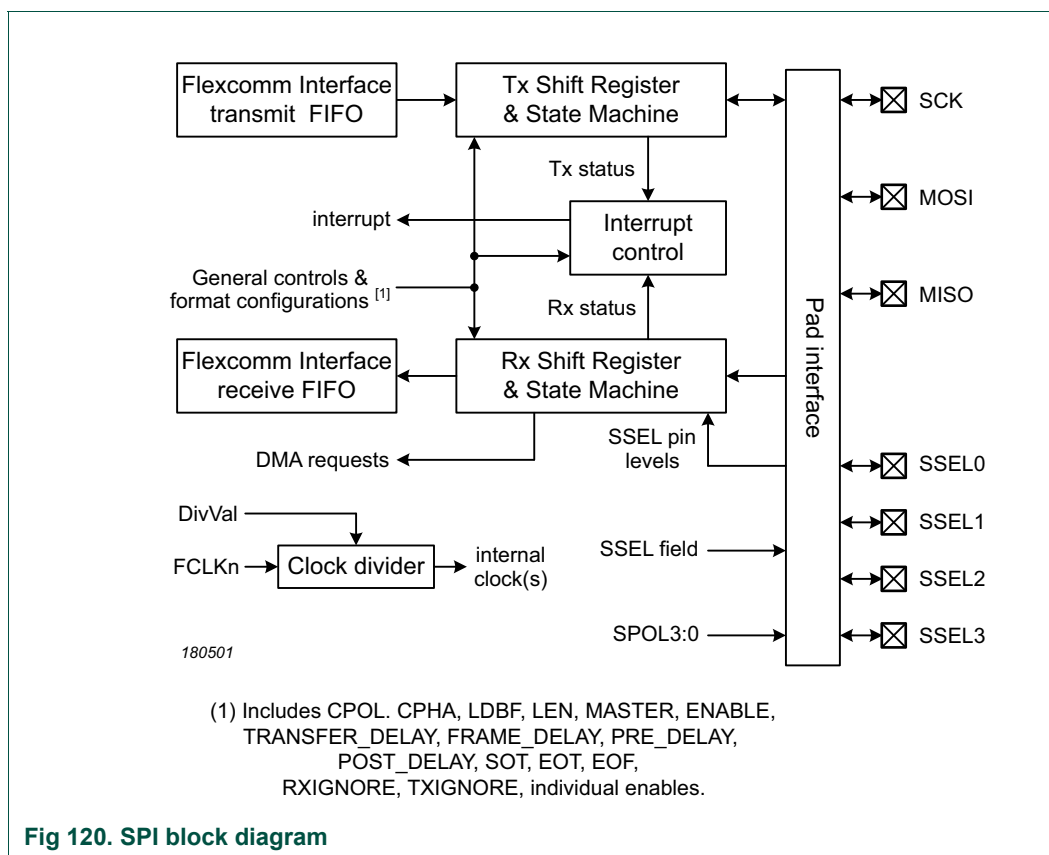 Flexcomm Interface
transmit FIFO
Tx Shift Register
& State Machine
SCK
Tx status
MOSI
interrupt
Interrupt
control
General controls &
format configurations [1]
Rx status
MISO
Pad interface
Flexcomm Interface
receive FIFO
Rx Shift Register
& State Machine
SSEL pin
levels
DMA requests
SSEL0
DivVal
SSEL1
FCLKn
Clock divider
internal
clock(s)
SSEL field
SSEL2
SPOL3:0
SSEL3
180501
(1) Includes CPOL. CPHA, LDBF, LEN, MASTER, ENABLE,
TRANSFER_DELAY, FRAME_DELAY, PRE_DELAY,
POST_DELAY, SOT, EOT, EOF,
RXIGNORE, TXIGNORE, individual enables.
Fig 120. SPI block diagram